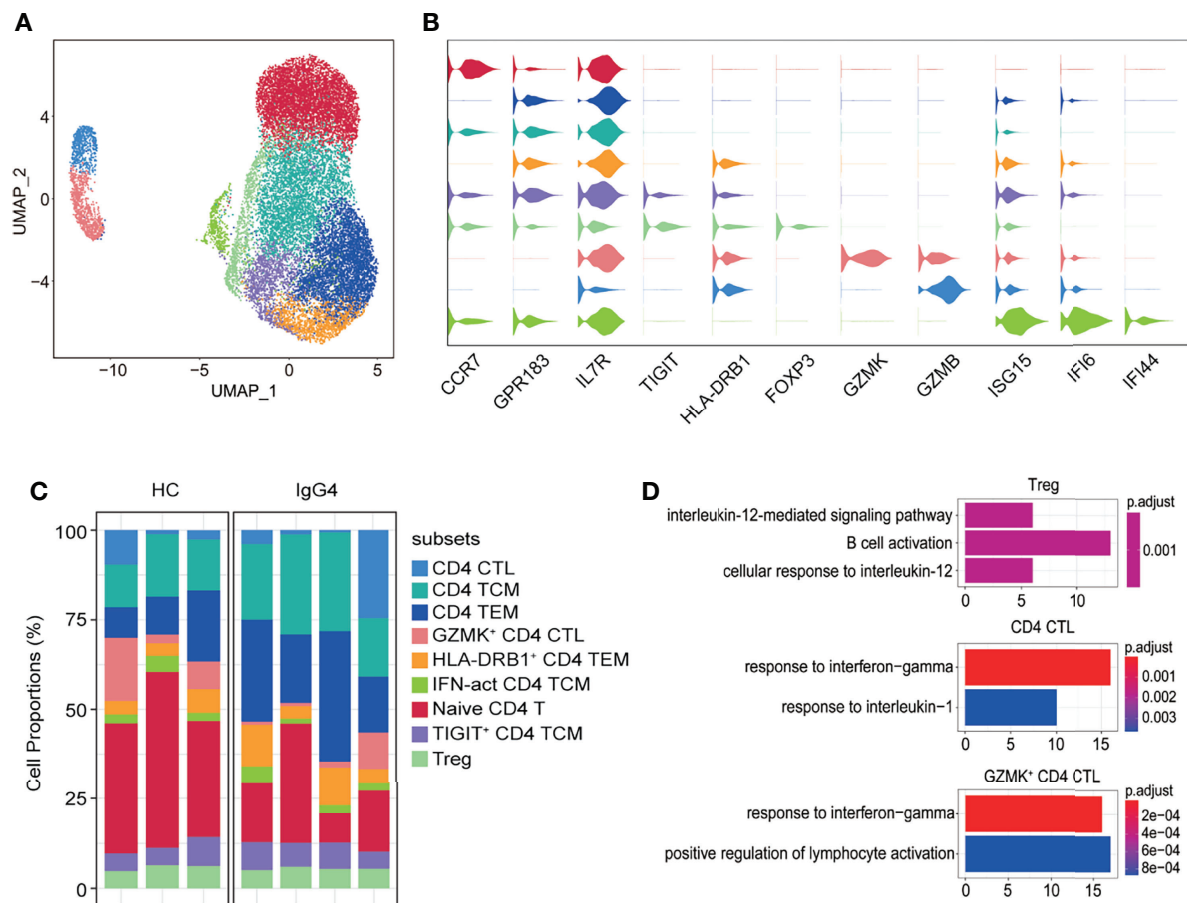 A
4
0
−4
UMAP_2
−10
−5
0
5
UMAP_1
B
CCR7
GPR183
IL7R
TIGIT
HLA-DRB1
FOXP3
GZMK
GZMB
ISG15
IFI6
IFI44
C
HC
IgG4
100
75
50
25
0
Cell Proportions (%)
subsets
CD4 CTL
CD4 TCM
CD4 TEM
GZMK⁺ CD4 CTL
HLA-DRB1⁺ CD4 TEM
IFN-act CD4 TCM
Naive CD4 T
TIGIT⁺ CD4 TCM
Treg
D
Treg
interleukin-12-mediated signaling pathway
B cell activation
cellular response to interleukin-12
0 5 10
p.adjust
0.001
CD4 CTL
response to interferon-gamma
response to interleukin−1
0 5 10 15
p.adjust
0.001
0.002
0.003
GZMK⁺ CD4 CTL
response to interferon−gamma
positive regulation of lymphocyte activation
0 5 10 15
p.adjust
2e−04
4e−04
6e−04
8e−04